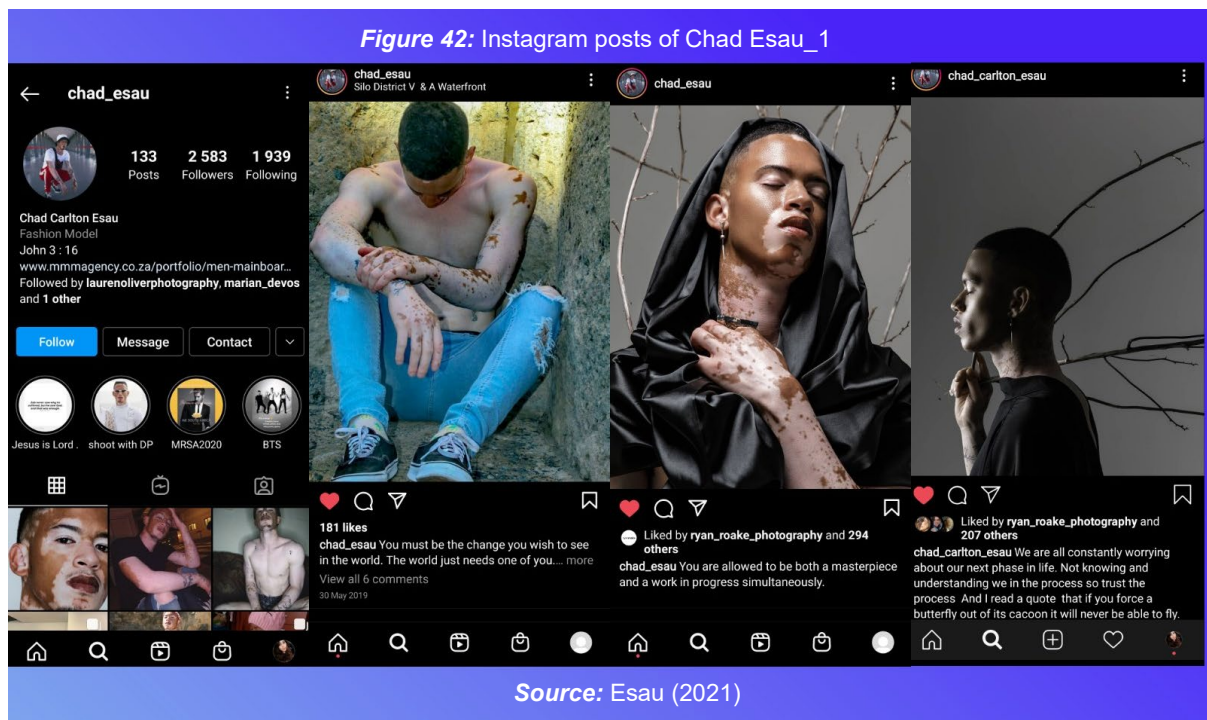 Figure 42: Instagram posts of Chad Esau_1
chad_esau
133 2 583 1 939
Posts Followers Following
Chad Carlton Esau
Fashion Model
John 3 : 16
www.mmmagency.co.za/portfolio/men-mainboar...
Followed by laurenoliverphotography, marian_devos
and 1 other
Follow Message Contact
Jesus is Lord . shoot with DP MRSA2020 BTS
chad_esau
Silo District V & A Waterfront
181 likes
chad_esau You must be the change you wish to see
in the world. The world just needs one of you.... more
View all 6 comments
30 May 2019
chad_esau
Liked by ryan_roake_photography and 294
others
chad_esau You are allowed to be both a masterpiece
and a work in progress simultaneously.
chad_carlton_esau
Liked by ryan_roake_photography and
207 others
chad_carlton_esau We are all constantly worrying
about our next phase in life. Not knowing and
understanding we in the process so trust the
process And I read a quote that if you force a
butterfly out of its cacoon it will never be able to fly.
Source: Esau (2021)